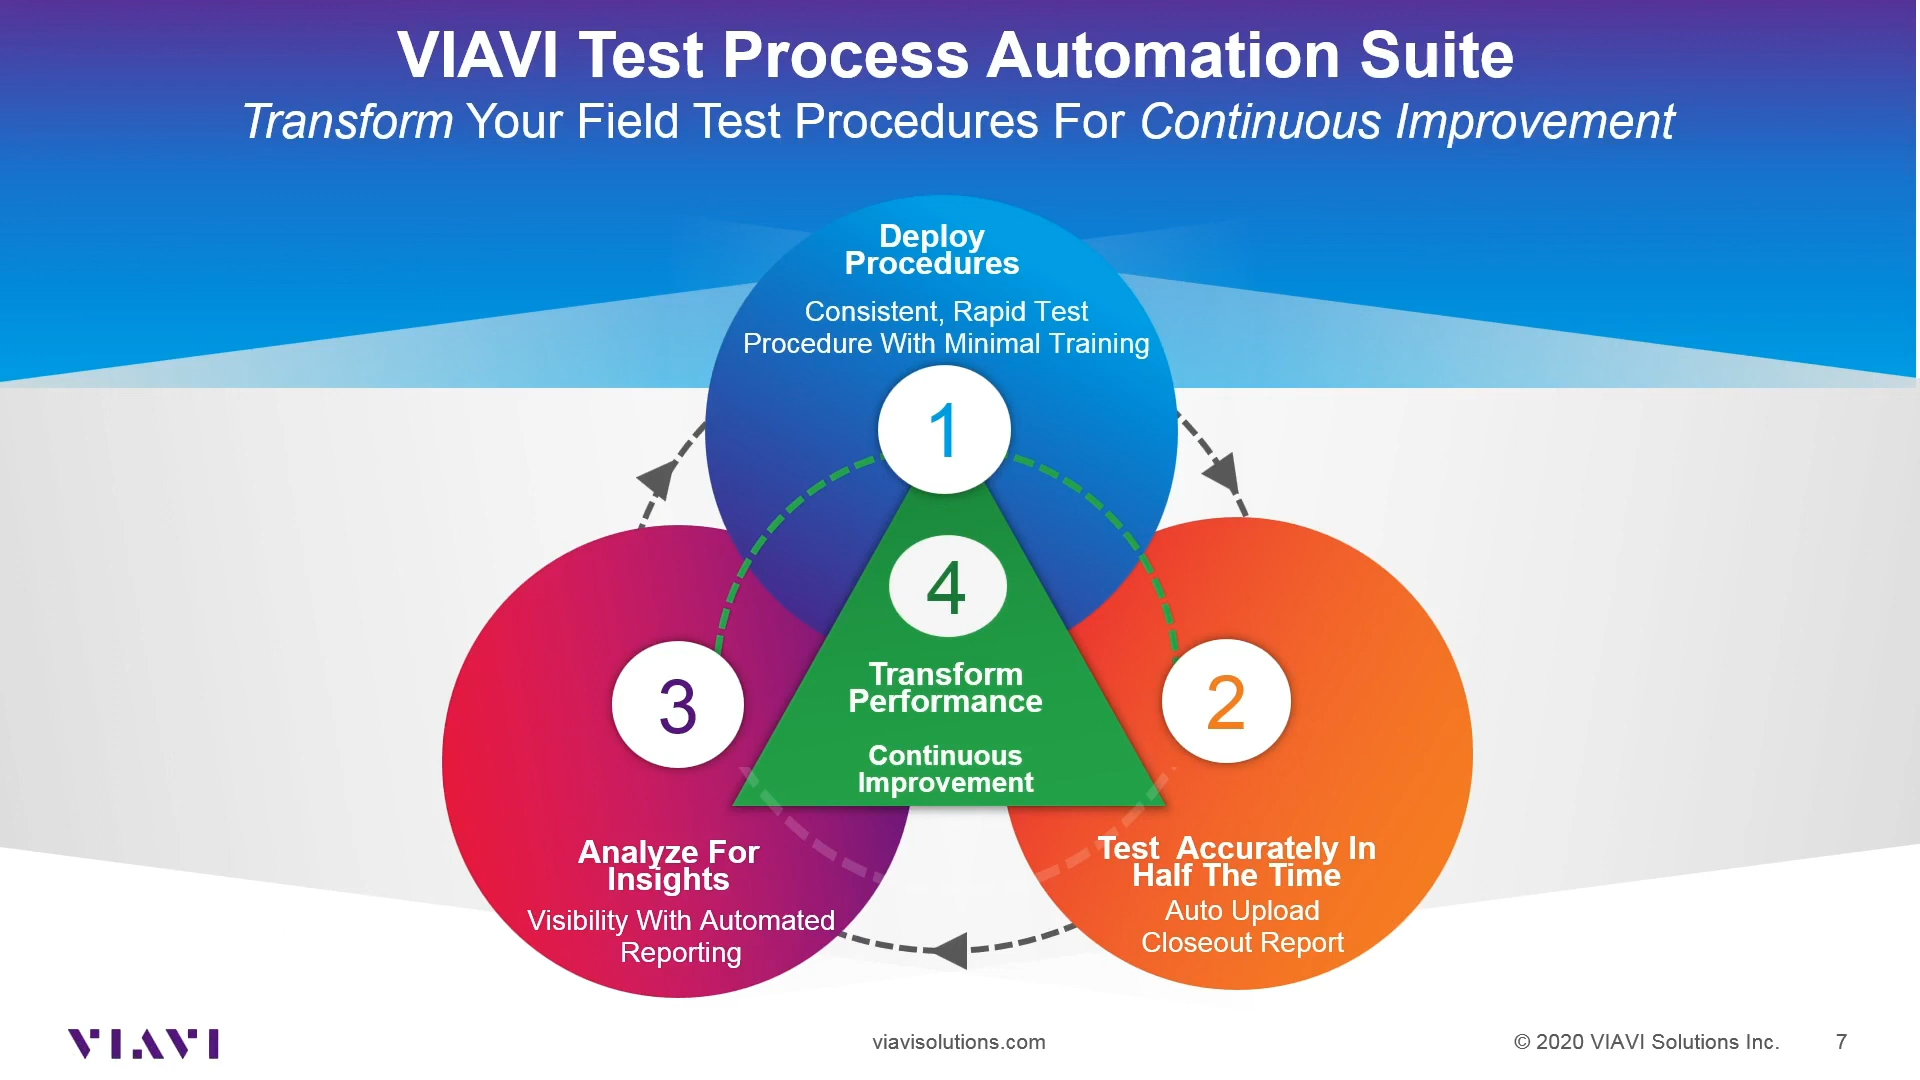 VIAVI Test Process Automation Suite
Transform Your Field Test Procedures For Continuous Improvement
Deploy
Procedures
Consistent, Rapid Test
Procedure With Minimal Training
1
4
Transform
Performance
Continuous
Improvement
3
Analyze For
Insights
Visibility With Automated
Reporting
2
Test Accurately In
Half The Time
Auto Upload
Closeout Report
VIAVI
viavisolutions.com
© 2020 VIAVI Solutions Inc.
7